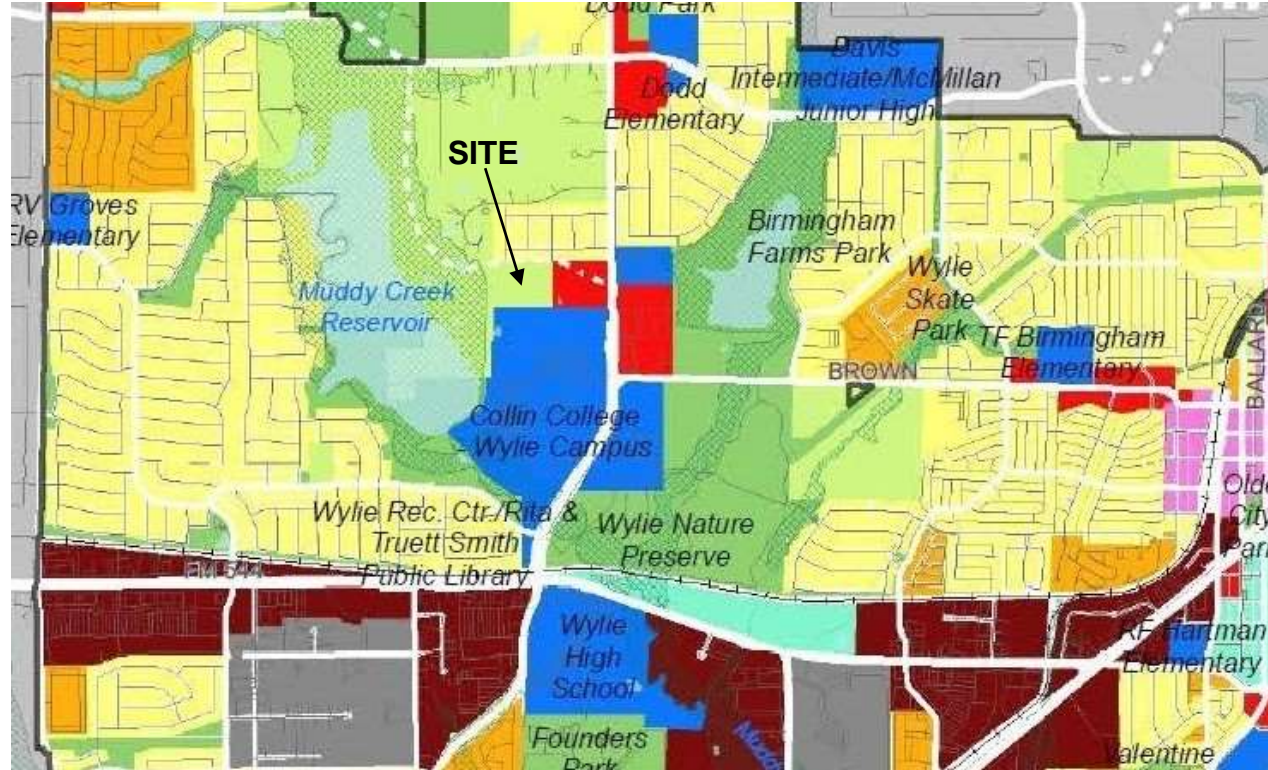 Dodd Park
Davis
Intermediate/McMillan
Junior High
Dodd
Elementary
SITE
RV Groves
Elementary
Birmingham
Farms Park
Wylie
Skate
Park
Muddy Creek
Reservoir
TF Birmingham
Elementary
BROWN
BALLARD
Collin College
- Wylie Campus
Wylie Rec. Ctr./Rita &
Truett Smith
Public Library
Wylie Nature
Preserve
Olde
City
Park
FM 544
Wylie
High
School
RF Hartman
Elementary
Founders
Park
Muddy
Valentine